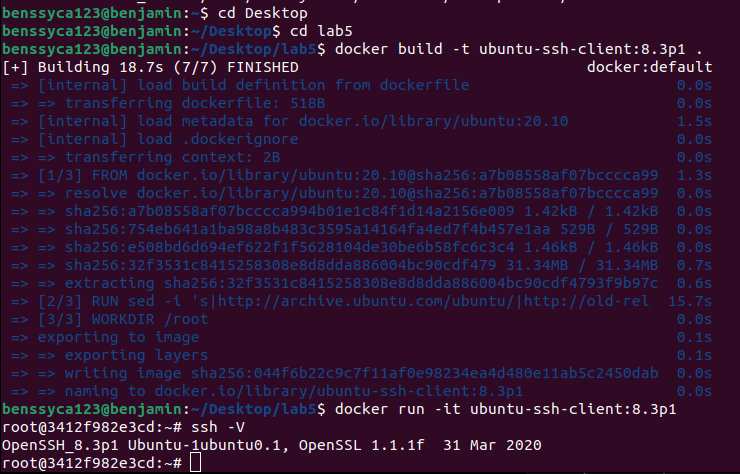 benssyca123@benjamin:~$ cd Desktop
benssyca123@benjamin:~/Desktop$ cd lab5
benssyca123@benjamin:~/Desktop/lab5$ docker build -t ubuntu-ssh-client:8.3p1 .
[+] Building 18.7s (7/7) FINISHED docker:default
=> [internal] load build definition from dockerfile 0.0s
=> => transferring dockerfile: 518B 0.0s
=> [internal] load metadata for docker.io/library/ubuntu:20.10 1.5s
=> [internal] load .dockerignore 0.0s
=> => transferring context: 2B 0.0s
=> [1/3] FROM docker.io/library/ubuntu:20.10@sha256:a7b08558af07bcccca99 1.3s
=> => resolve docker.io/library/ubuntu:20.10@sha256:a7b08558af07bcccca99 0.0s
=> => sha256:a7b08558af07bcccca994b01e1c84f1d14a2156e009 1.42kB / 1.42kB 0.0s
=> => sha256:754eb641a1ba98a8b483c3595a14164fa4ed7f4b457e1aa 529B / 529B 0.0s
=> => sha256:e508bd6d694ef622f1f5628104de30be6b58fc6c3c4 1.46kB / 1.46kB 0.0s
=> => sha256:32f3531c8415258308e8d8dda886004bc90cdf479 31.34MB / 31.34MB 0.7s
=> => extracting sha256:32f3531c8415258308e8d8dda886004bc90cdf4793f9b97c 0.6s
=> [2/3] RUN sed -i 's|http://archive.ubuntu.com/ubuntu/|http://old-rel 15.7s
=> [3/3] WORKDIR /root 0.0s
=> exporting to image 0.1s
=> => exporting layers 0.1s
=> => writing image sha256:044f6b22c9c7f11af0e98234ea4d480e11ab5c2450dab 0.0s
=> => naming to docker.io/library/ubuntu-ssh-client:8.3p1 0.0s
benssyca123@benjamin:~/Desktop/lab5$ docker run -it ubuntu-ssh-client:8.3p1
root@3412f982e3cd:~# ssh -V
OpenSSH_8.3p1 Ubuntu-1ubuntu0.1, OpenSSL 1.1.1f 31 Mar 2020
root@3412f982e3cd:~#